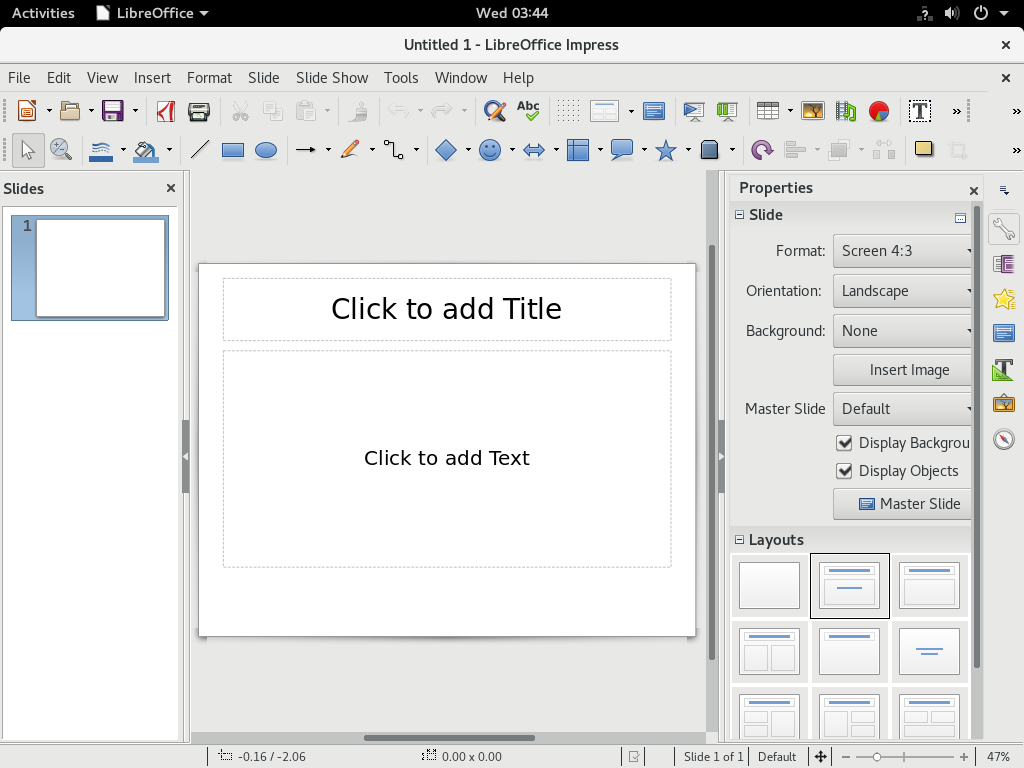 Activities LibreOffice Wed 03:44
Untitled 1 - LibreOffice Impress
File Edit View Insert Format Slide Slide Show Tools Window Help
Abc
T
Slides
1
Click to add Title
Click to add Text
Properties
Slide
Format: Screen 4:3
Orientation: Landscape
Background: None
Insert Image
Master Slide Default
Display Backgrou
Display Objects
Master Slide
Layouts
-0.16 / -2.06 0.00 x 0.00 Slide 1 of 1 Default 47%